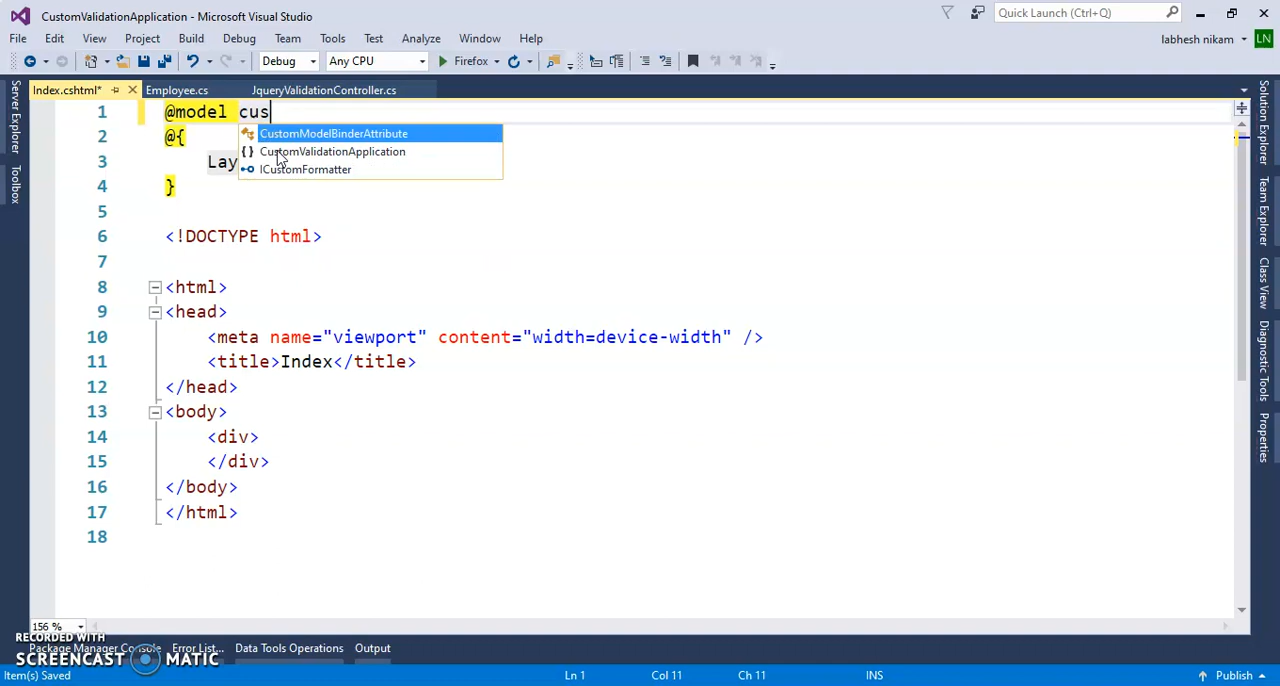 CustomValidationApplication - Microsoft Visual Studio
Quick Launch (Ctrl+Q)
File Edit View Project Build Debug Team Tools Test Analyze Window Help
labhesh nikam LN
Debug Any CPU Firefox
Index.cshtml* Employee.cs JqueryValidationController.cs
Server Explorer
Toolbox
Solution Explorer
Team Explorer
Class View
Diagnostic Tools
Properties
1 @model cus
CustomModelBinderAttribute
2 @{
{ } CustomValidationApplication
3 Lay
ICustomFormatter
4 }
5
6 <!DOCTYPE html>
7
8 <html>
9 <head>
10 <meta name="viewport" content="width=device-width" />
11 <title>Index</title>
12 </head>
13 <body>
14 <div>
15 </div>
16 </body>
17 </html>
18
156 %
RECORDED WITH
SCREENCAST MATIC
Package Manager Console Error List... Data Tools Operations Output
Item(s) Saved Ln 1 Col 11 Ch 11 INS Publish